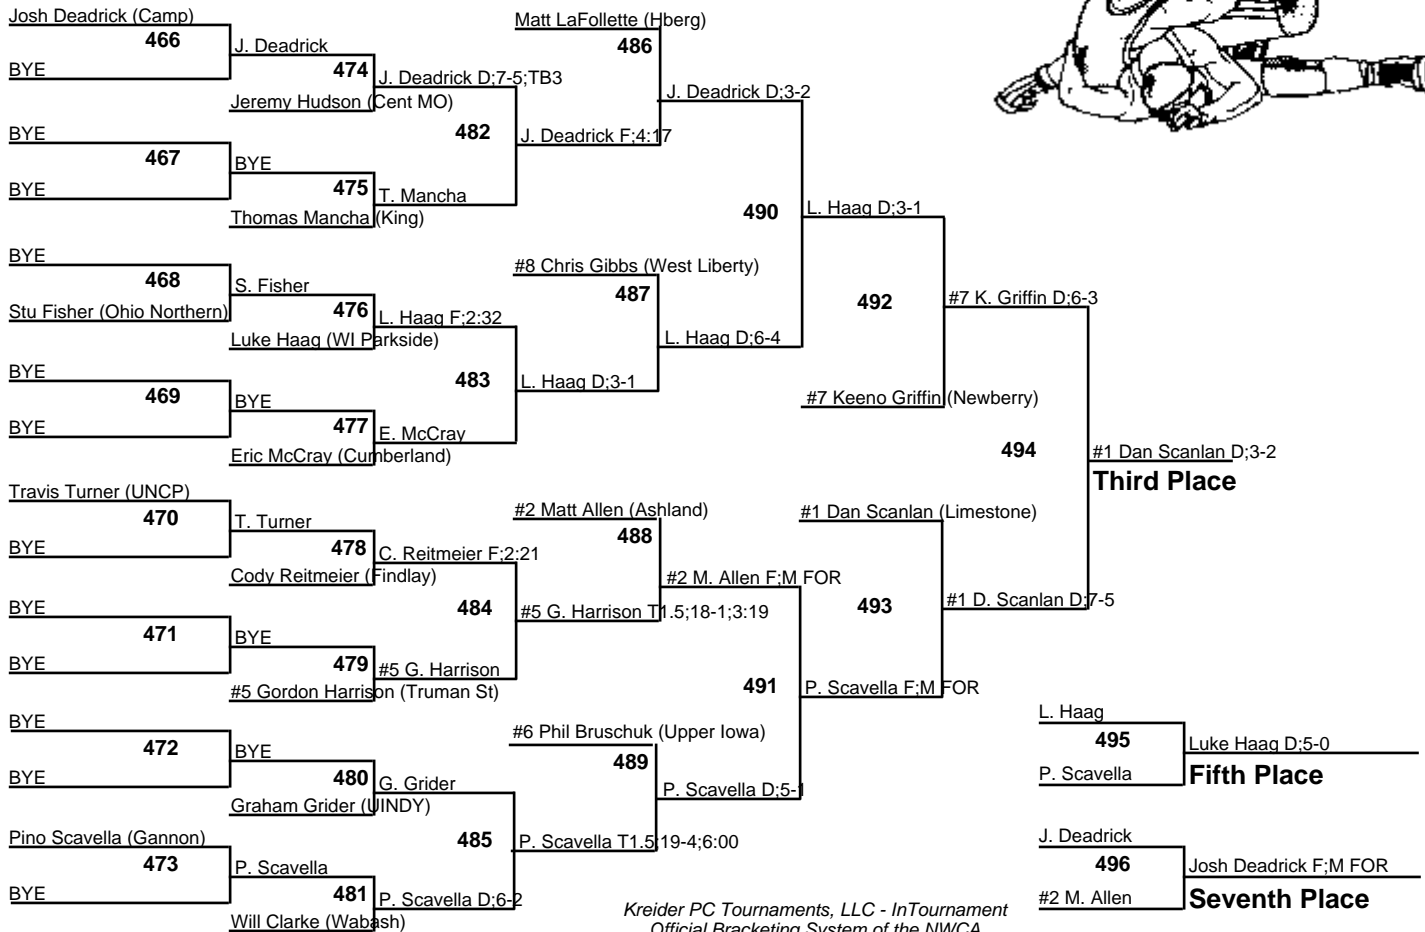 Josh Deadrick (Camp)
466
BYE
J. Deadrick
474
Jeremy Hudson (Cent MO)
J. Deadrick D;7-5;TB3
BYE
467
BYE
BYE
475
Thomas Mancha (King)
T. Mancha
482
J. Deadrick F;4:17
Matt LaFollette (Hberg)
486
J. Deadrick D;3-2
BYE
468
Stu Fisher (Ohio Northern)
S. Fisher
476
Luke Haag (WI Parkside)
L. Haag F;2:32
BYE
469
BYE
BYE
477
Eric McCray (Cumberland)
E. McCray
483
L. Haag D;3-1
#8 Chris Gibbs (West Liberty)
487
L. Haag D;6-4
490
L. Haag D;3-1
492
#7 Keeno Griffin (Newberry)
#7 K. Griffin D;6-3
Travis Turner (UNCP)
470
BYE
T. Turner
478
Cody Reitmeier (Findlay)
C. Reitmeier F;2:21
BYE
471
BYE
BYE
479
#5 Gordon Harrison (Truman St)
#5 G. Harrison
484
#5 G. Harrison T1.5;18-1;3:19
#2 Matt Allen (Ashland)
488
#2 M. Allen F;M FOR
BYE
472
BYE
BYE
480
Graham Grider (UINDY)
G. Grider
Pino Scavella (Gannon)
473
BYE
P. Scavella
481
Will Clarke (Wabash)
P. Scavella D;6-2
485
P. Scavella T1.5;19-4;6:00
#6 Phil Bruschuk (Upper Iowa)
489
P. Scavella D;5-1
491
P. Scavella F;M FOR
#1 Dan Scanlan (Limestone)
493
#1 D. Scanlan D;7-5
494
#1 Dan Scanlan D;3-2
Third Place
L. Haag
495
P. Scavella
Luke Haag D;5-0
Fifth Place
J. Deadrick
496
#2 M. Allen
Josh Deadrick F;M FOR
Seventh Place
Kreider PC Tournaments, LLC - InTournament
Official Bracketing System of the NWCA